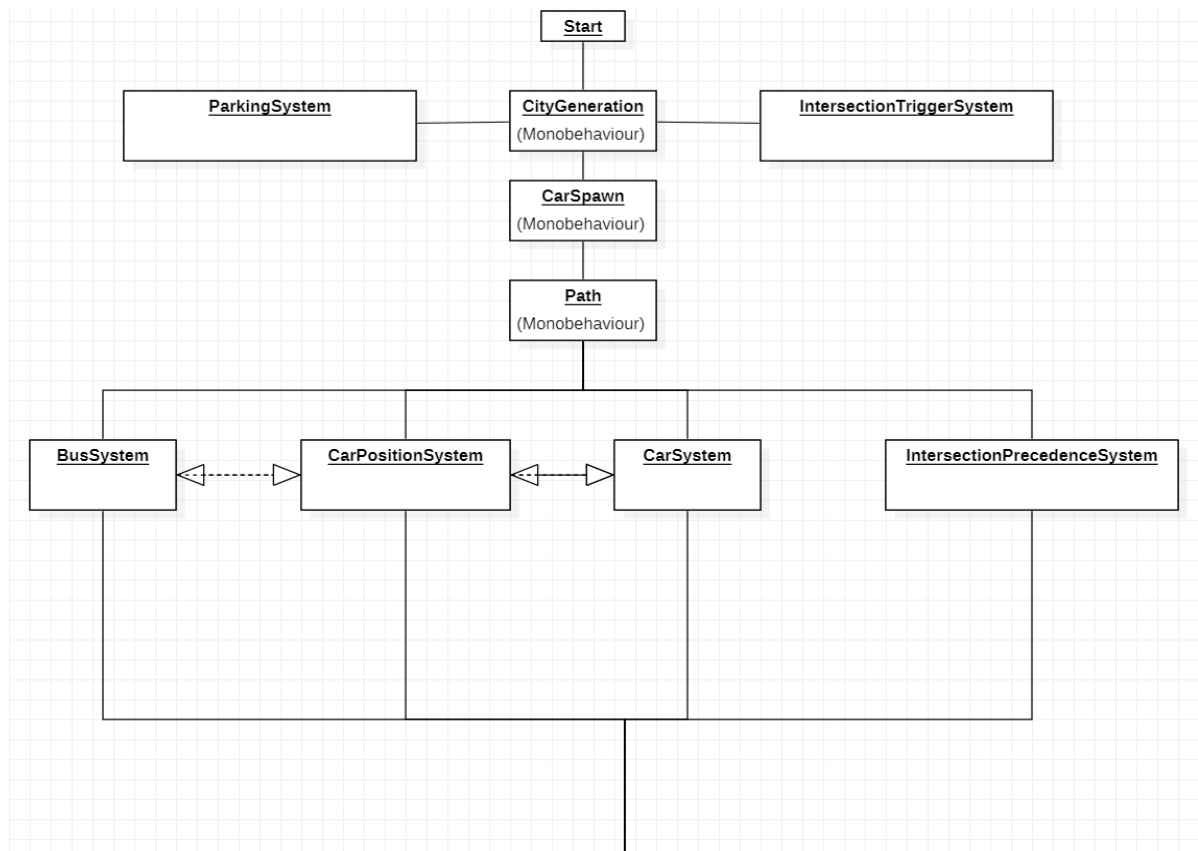 Start
ParkingSystem
CityGeneration
(Monobehaviour)
IntersectionTriggerSystem
CarSpawn
(Monobehaviour)
Path
(Monobehaviour)
BusSystem
CarPositionSystem
CarSystem
IntersectionPrecedenceSystem